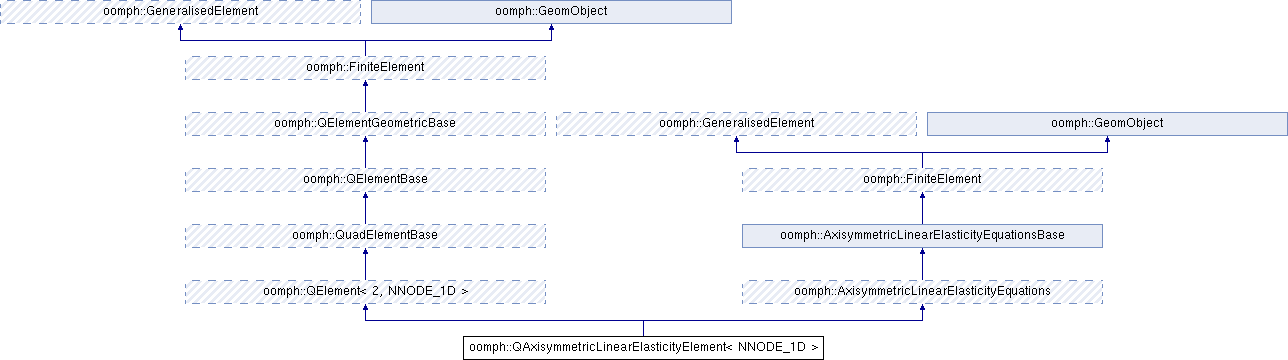 oomph::GeneralisedElement
oomph::GeomObject
oomph::FiniteElement
oomph::QElementGeometricBase
oomph::GeneralisedElement
oomph::GeomObject
oomph::QElementBase
oomph::FiniteElement
oomph::QuadElementBase
oomph::AxisymmetricLinearElasticityEquationsBase
oomph::QElement< 2, NNODE_1D >
oomph::AxisymmetricLinearElasticityEquations
oomph::QAxisymmetricLinearElasticityElement< NNODE_1D >